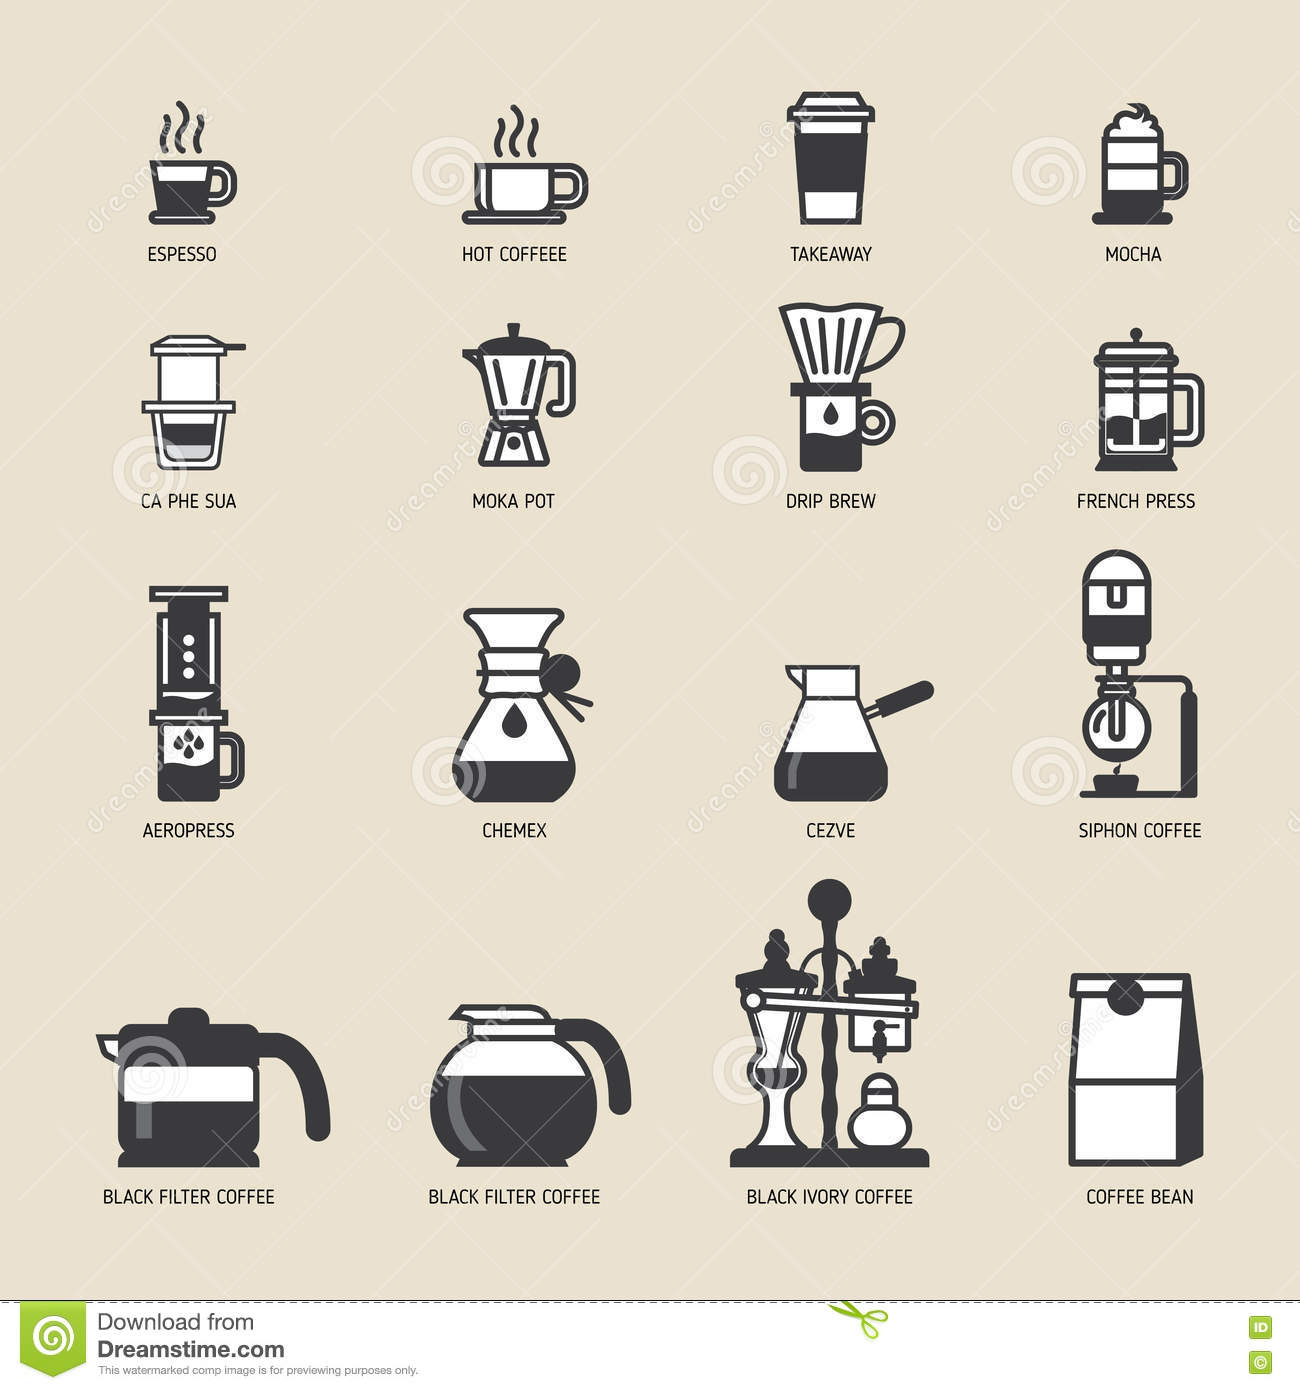 ESPESSO
HOT COFFEEE
TAKEAWAY
MOCHA
CA PHE SUA
MOKA POT
DRIP BREW
FRENCH PRESS
AEROPRESS
CHEMEX
CEZVE
SIPHON COFFEE
BLACK FILTER COFFEE
BLACK FILTER COFFEE
BLACK IVORY COFFEE
COFFEE BEAN
Download from
Dreamstime.com
This watermarked comp image is for previewing purposes only.
ID
©
dreamstime